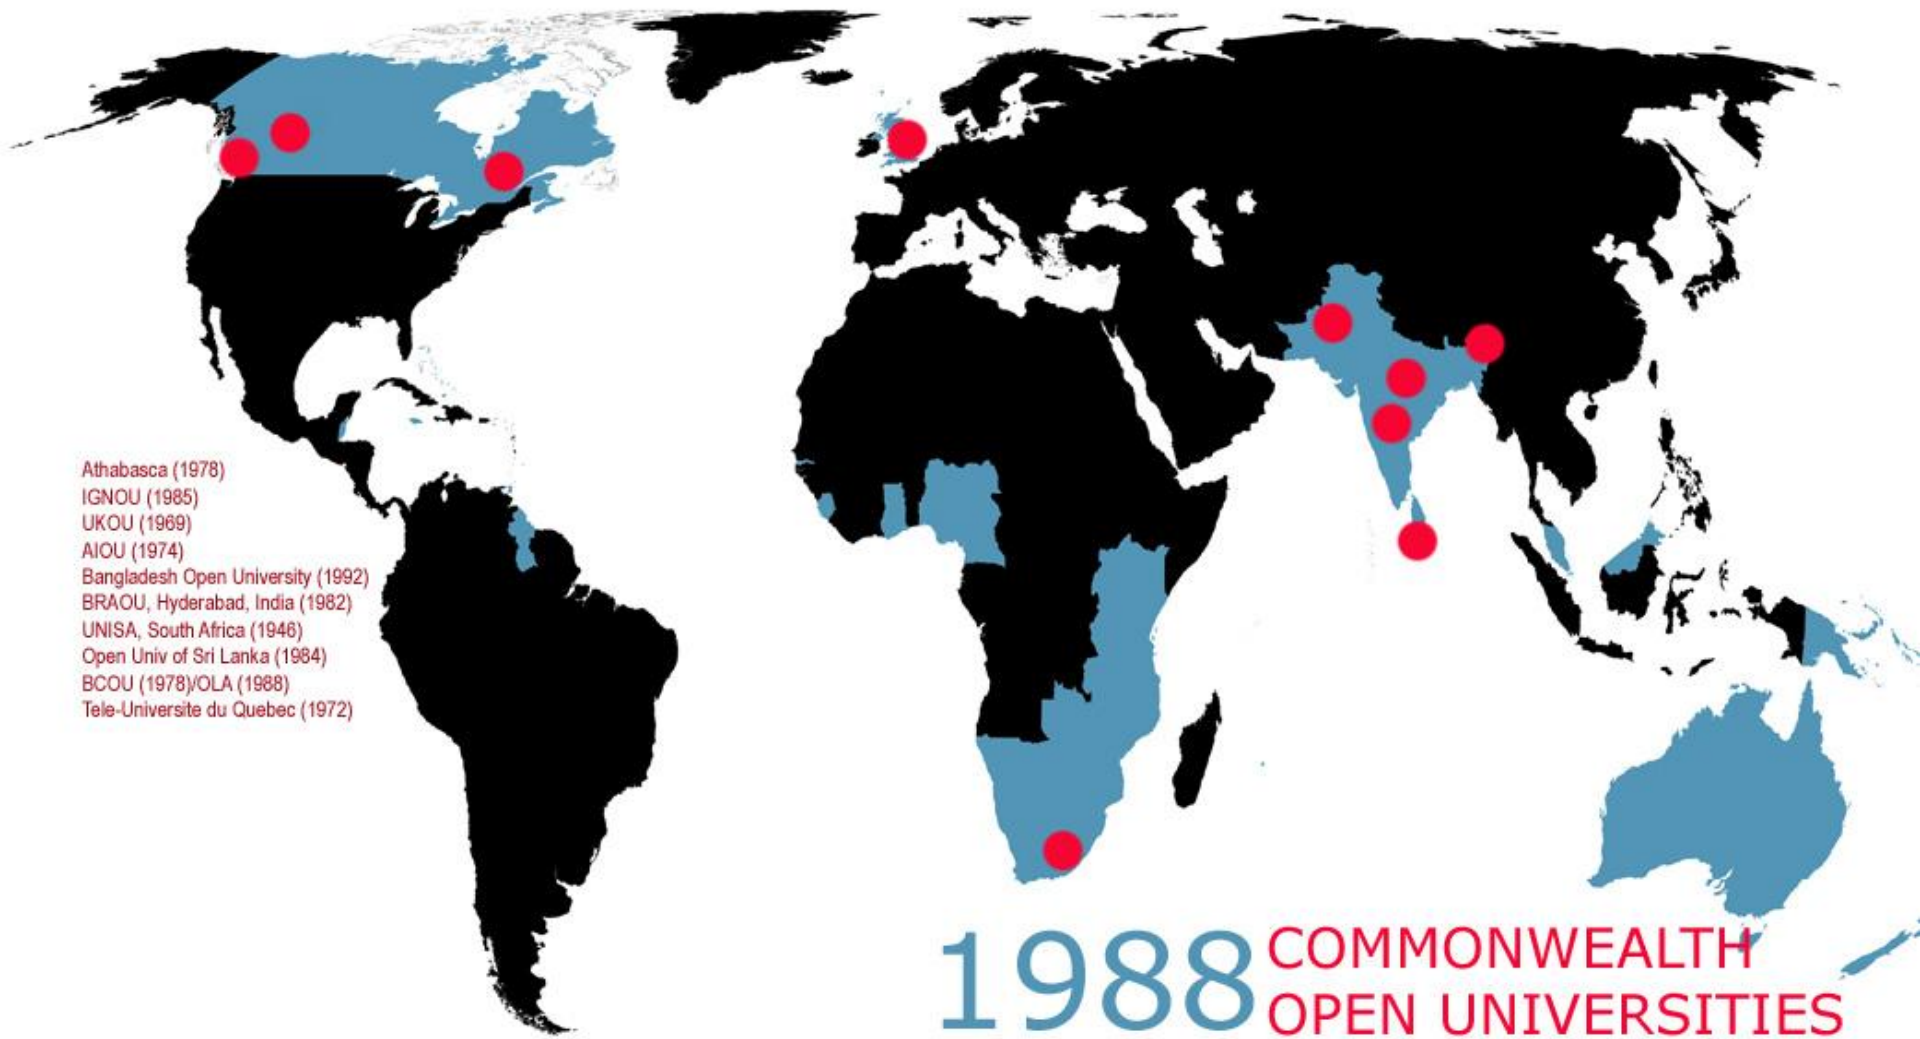 Athabasca (1978)
IGNOU (1985)
UKOU (1969)
AIOU (1974)
Bangladesh Open University (1992)
BRAOU, Hyderabad, India (1982)
UNISA, South Africa (1946)
Open Univ of Sri Lanka (1984)
BCOU (1978)/OLA (1988)
Tele-Universite du Quebec (1972)
1988 COMMONWEALTH
OPEN UNIVERSITIES